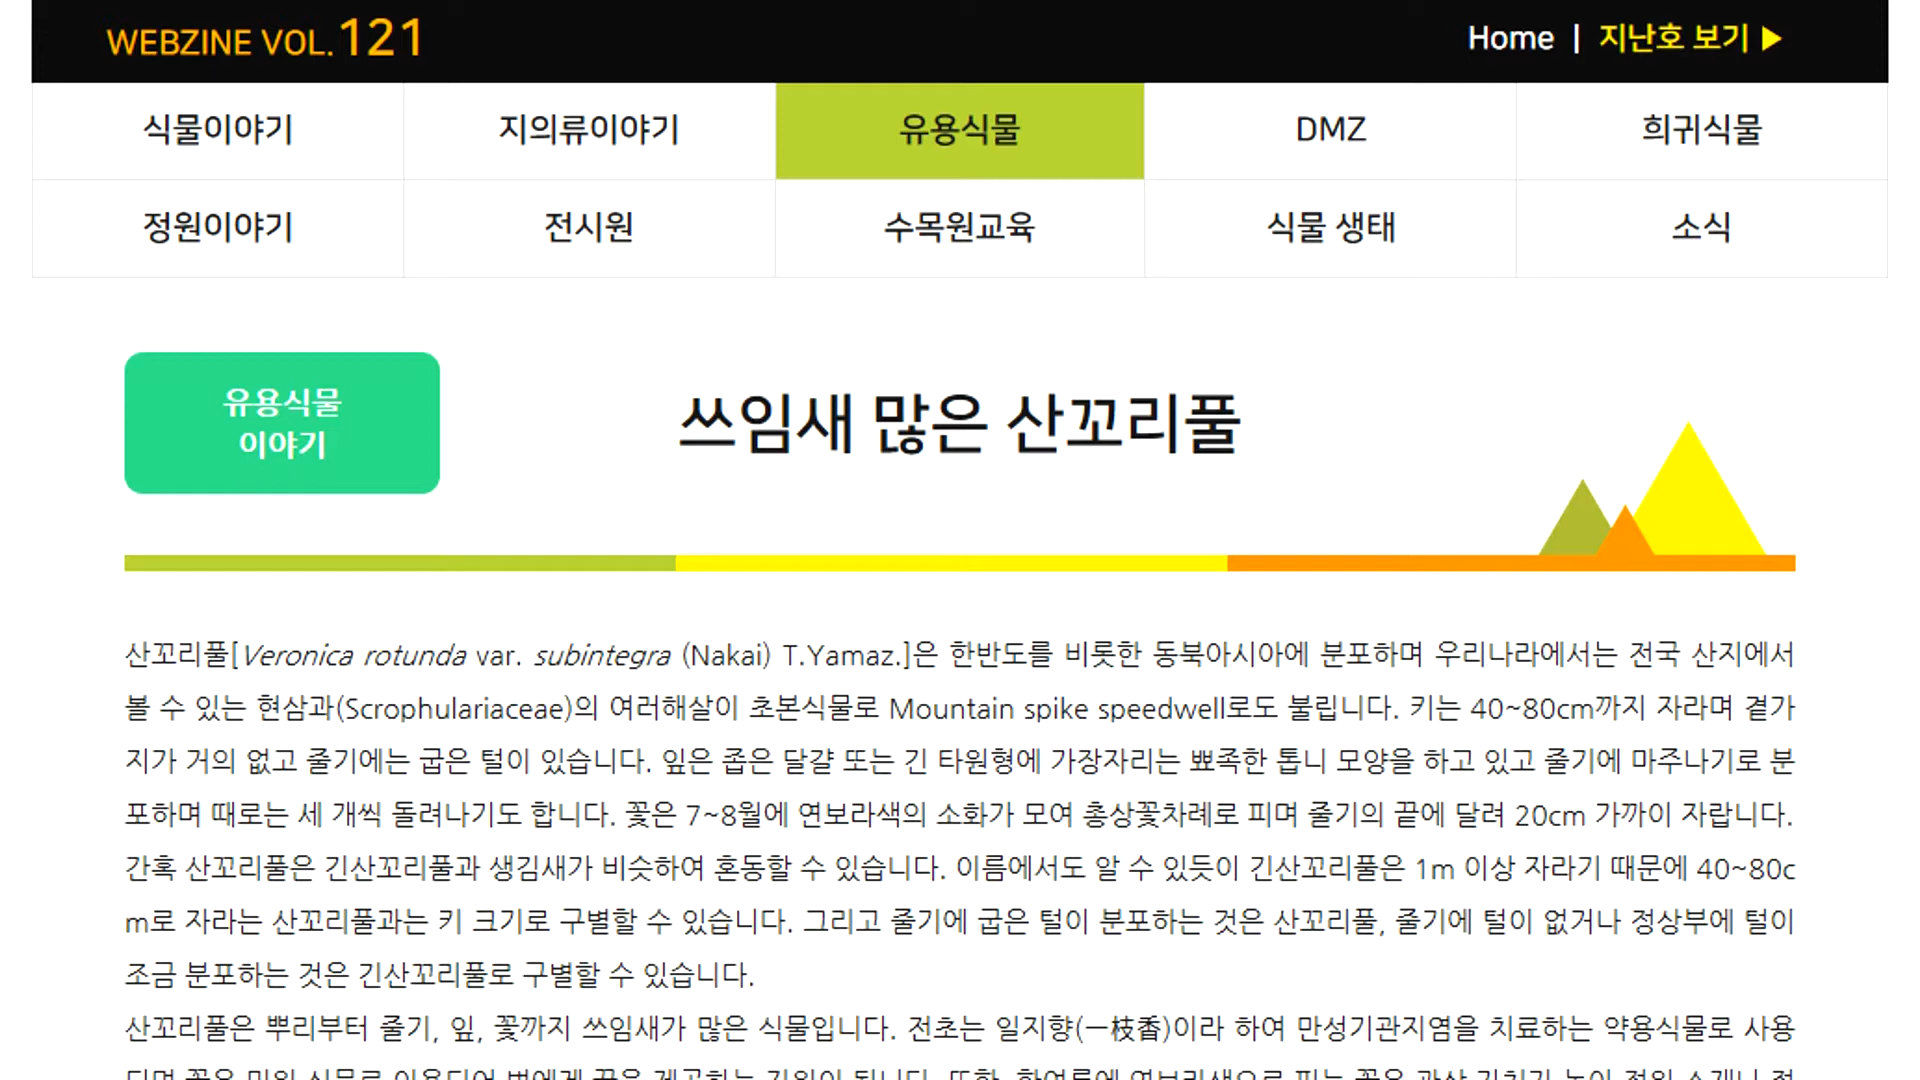 WEBZINE VOL.121
Home | 지난호 보기 ▶
식물이야기 지의류이야기 유용식물 DMZ 희귀식물
정원이야기 전시원 수목원교육 식물 생태 소식
유용식물
이야기
쓰임새 많은 산꼬리풀
산꼬리풀[Veronica rotunda var. subintegra (Nakai) T.Yamaz.]은 한반도를 비롯한 동북아시아에 분포하며 우리나라에서는 전국 산지에서
볼 수 있는 현삼과(Scrophulariaceae)의 여러해살이 초본식물로 Mountain spike speedwell로도 불립니다. 키는 40~80cm까지 자라며 곁가
지가 거의 없고 줄기에는 굽은 털이 있습니다. 잎은 좁은 달걀 또는 긴 타원형에 가장자리는 뾰족한 톱니 모양을 하고 있고 줄기에 마주나기로 분
포하며 때로는 세 개씩 돌려나기도 합니다. 꽃은 7~8월에 연보라색의 소화가 모여 총상꽃차례로 피며 줄기의 끝에 달려 20cm 가까이 자랍니다.
간혹 산꼬리풀은 긴산꼬리풀과 생김새가 비슷하여 혼동할 수 있습니다. 이름에서도 알 수 있듯이 긴산꼬리풀은 1m 이상 자라기 때문에 40~80c
m로 자라는 산꼬리풀과는 키 크기로 구별할 수 있습니다. 그리고 줄기에 굽은 털이 분포하는 것은 산꼬리풀, 줄기에 털이 없거나 정상부에 털이
조금 분포하는 것은 긴산꼬리풀로 구별할 수 있습니다.
산꼬리풀은 뿌리부터 줄기, 잎, 꽃까지 쓰임새가 많은 식물입니다. 전초는 일지향(一枝香)이라 하여 만성기관지염을 치료하는 약용식물로 사용